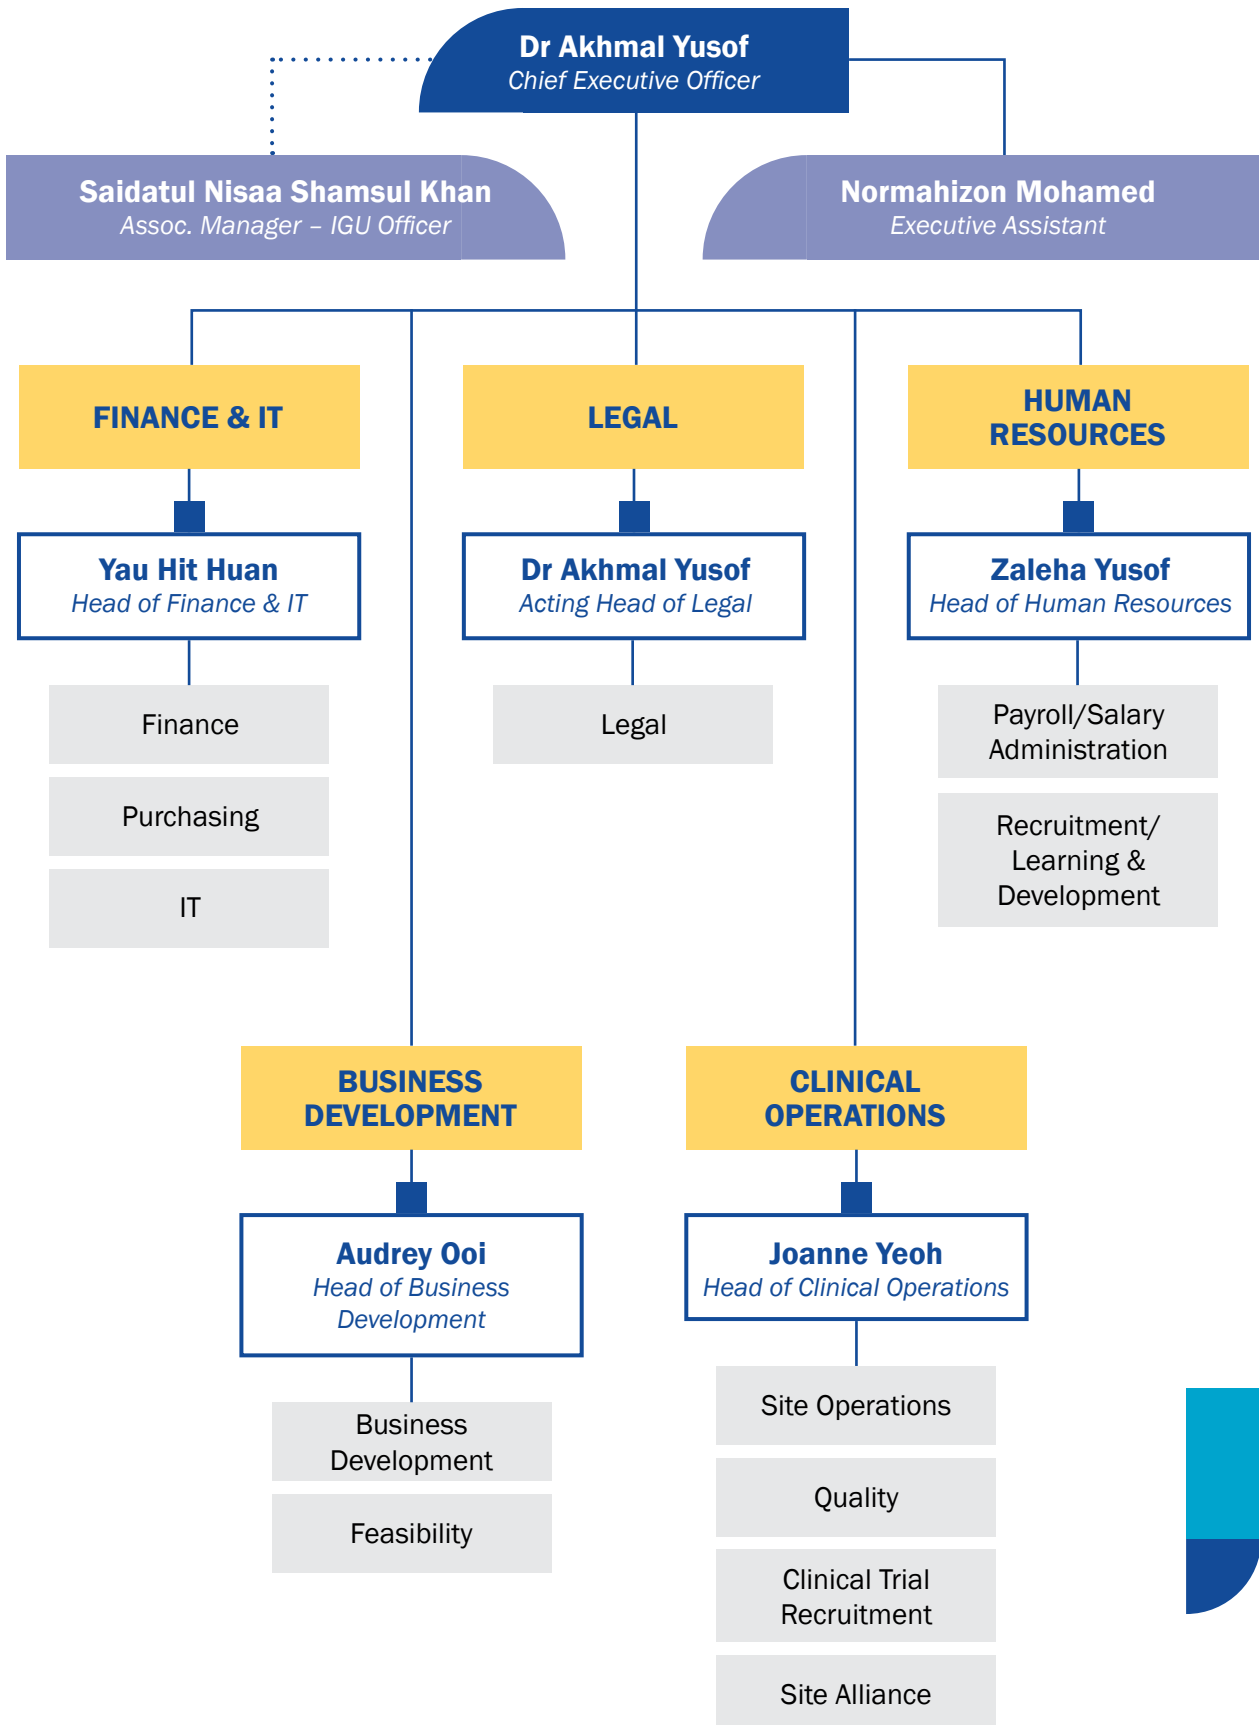 Dr Akhmal Yusof
Chief Executive Officer
Saidatul Nisaa Shamsul Khan
Assoc. Manager – IGU Officer
Normahizon Mohamed
Executive Assistant
FINANCE & IT
Yau Hit Huan
Head of Finance & IT
Finance
Purchasing
IT
LEGAL
Dr Akhmal Yusof
Acting Head of Legal
Legal
HUMAN
RESOURCES
Zaleha Yusof
Head of Human Resources
Payroll/Salary
Administration
Recruitment/
Learning &
Development
BUSINESS
DEVELOPMENT
Audrey Ooi
Head of Business
Development
Business
Development
Feasibility
CLINICAL
OPERATIONS
Joanne Yeoh
Head of Clinical Operations
Site Operations
Quality
Clinical Trial
Recruitment
Site Alliance